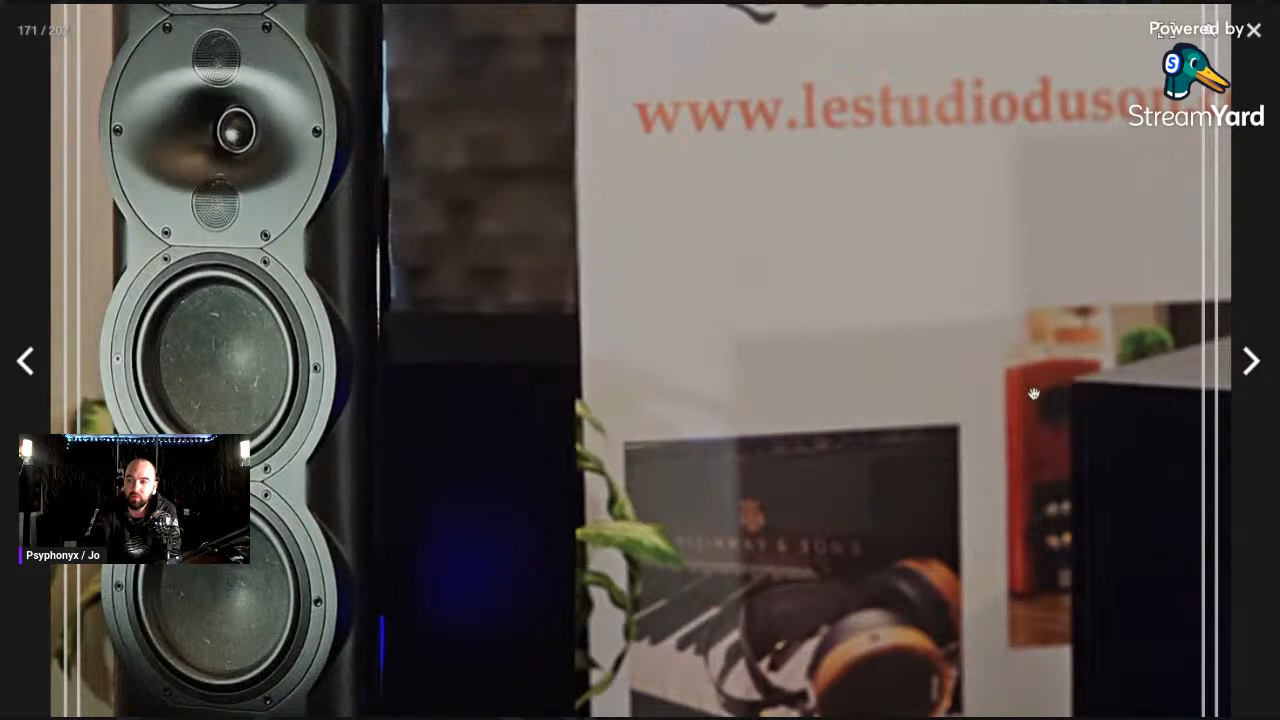 171 / 202
Powered by
StreamYard
www.lestudioduson
STEINWAY & SONS
Psyphonyx / Jo